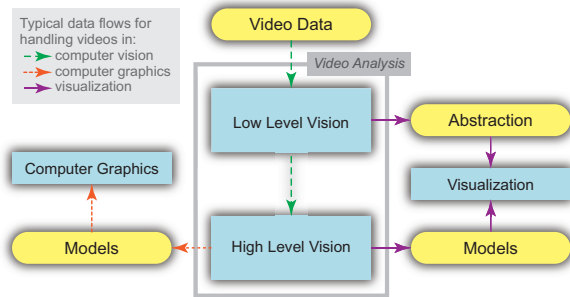 Typical data flows for
handling videos in:
computer vision
computer graphics
visualization
Video Data
Video Analysis
Low Level Vision
Abstraction
Computer Graphics
Visualization
Models
High Level Vision
Models